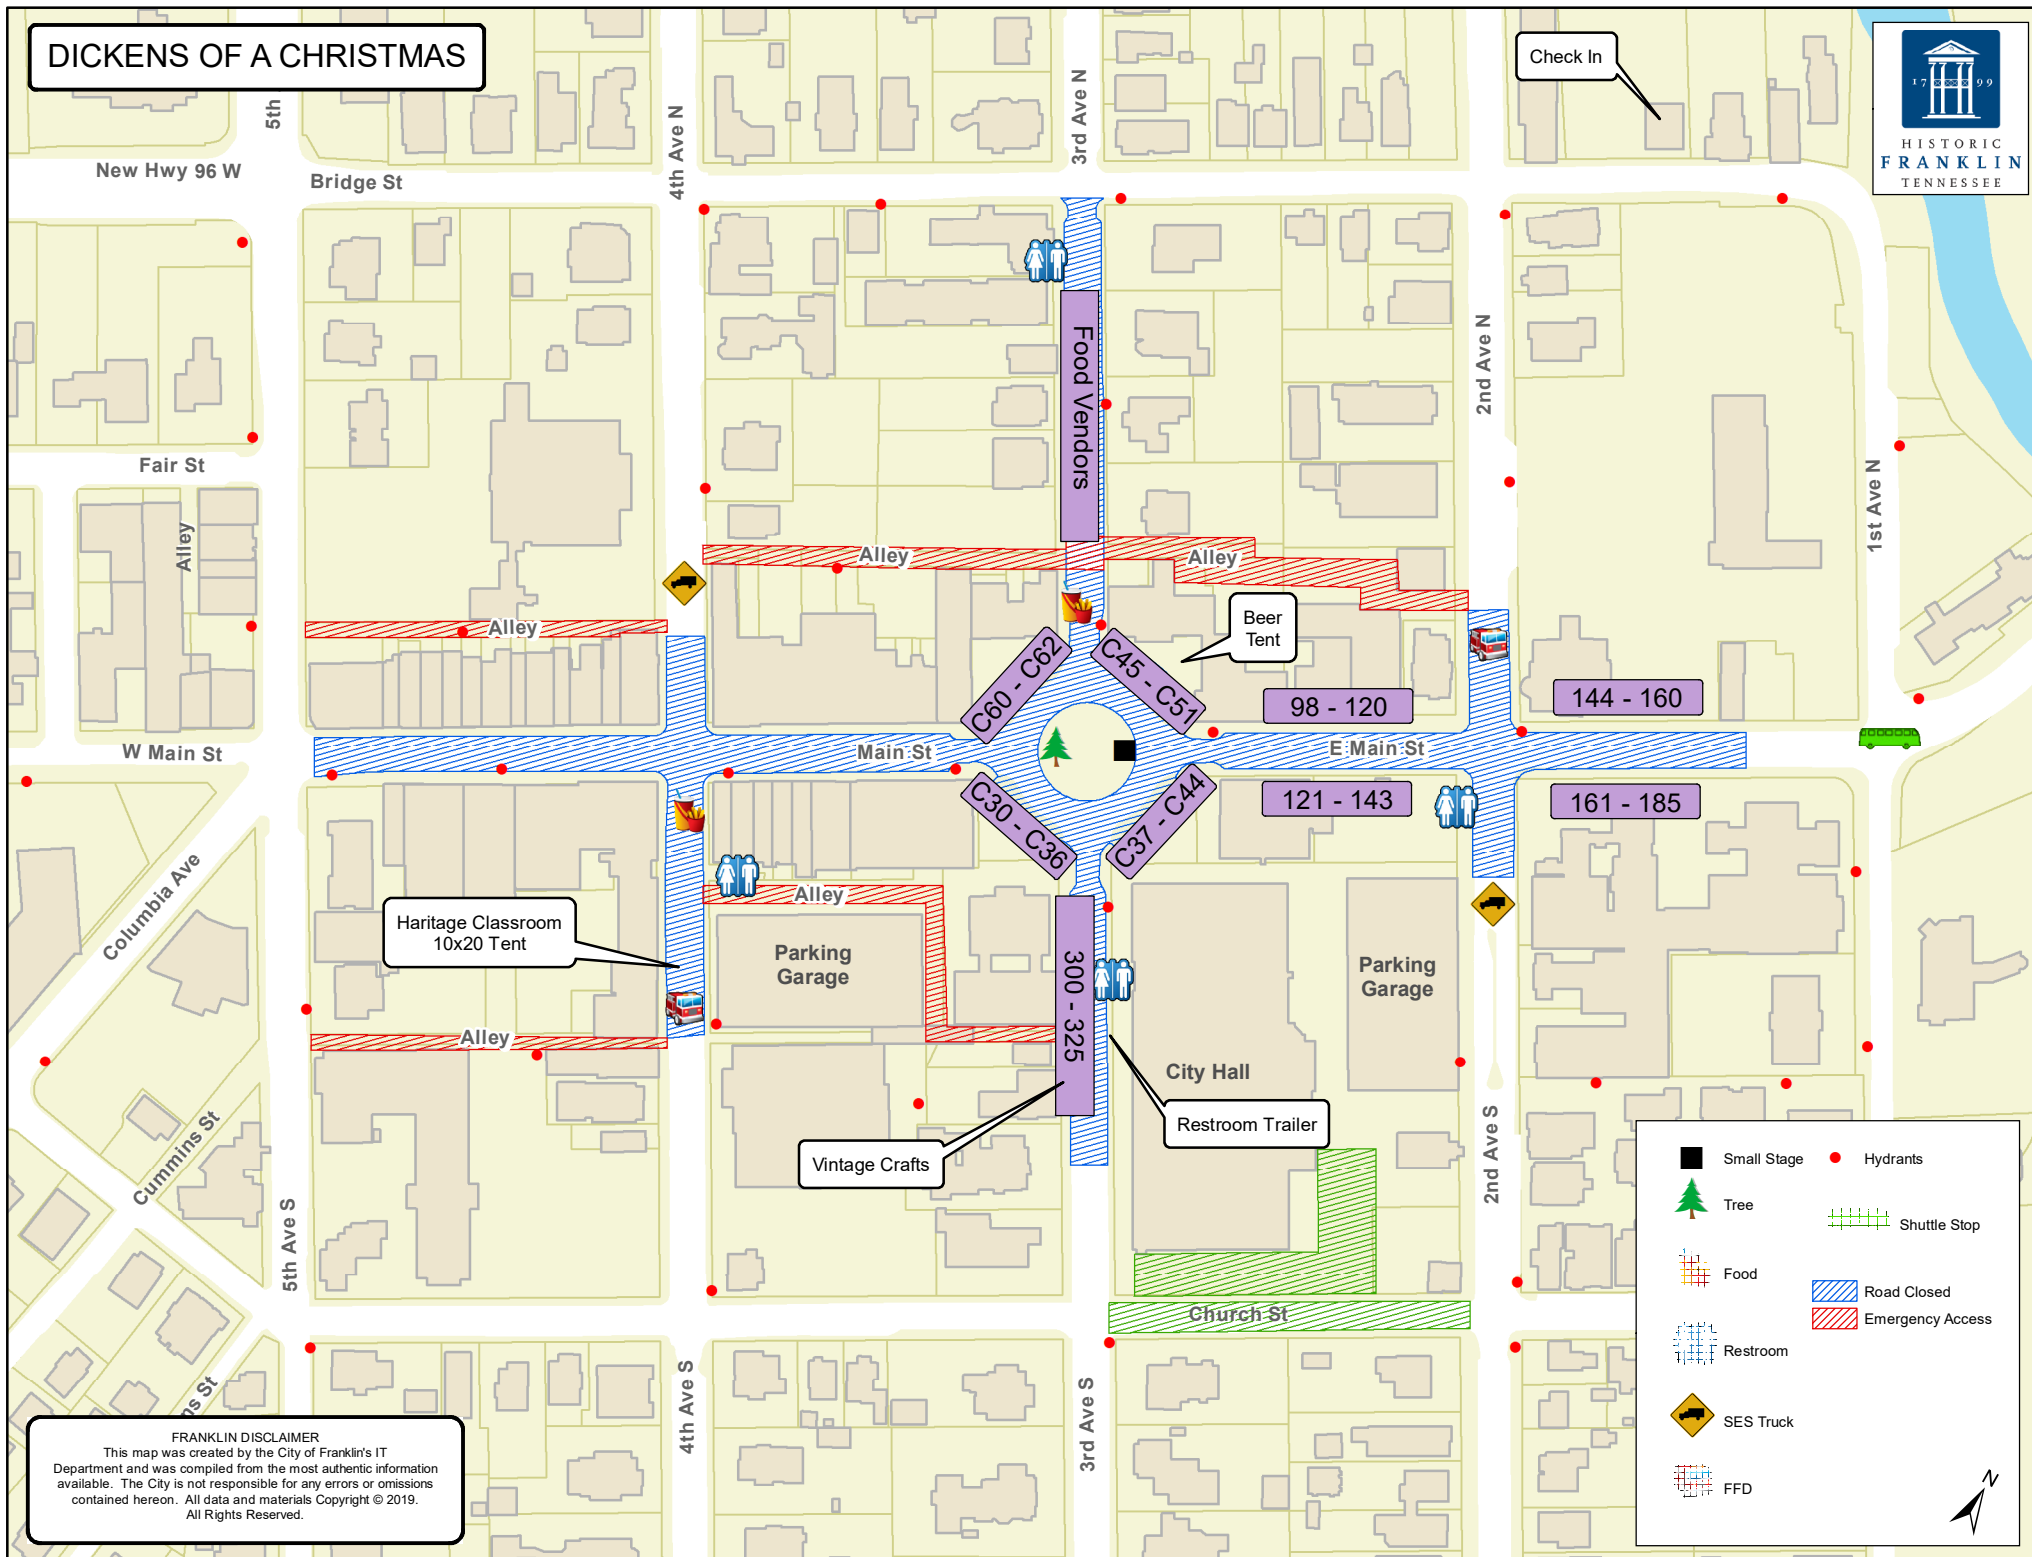 DICKENS OF A CHRISTMAS
Check In
17 99
HISTORIC
FRANKLIN
TENNESSEE
5th
4th Ave N
3rd Ave N
New Hwy 96 W
Bridge St
Food Vendors
2nd Ave N
1st Ave N
Fair St
Alley
Alley
Alley
Alley
Beer
Tent
C60 - C62
C45 - C51
98 - 120
144 - 160
W Main St
Main St
E Main St
C30 - C36
C37 - C44
121 - 143
161 - 185
Columbia Ave
Alley
Haritage Classroom
10x20 Tent
Parking
Garage
300 - 325
Parking
Garage
Alley
City Hall
Restroom Trailer
Vintage Crafts
Cummins St
5th Ave S
2nd Ave S
Church St
ns St
4th Ave S
3rd Ave S
Small Stage
Hydrants
Tree
Shuttle Stop
Food
Road Closed
Emergency Access
Restroom
SES Truck
FFD
N
FRANKLIN DISCLAIMER
This map was created by the City of Franklin's IT
Department and was compiled from the most authentic information
available. The City is not responsible for any errors or omissions
contained hereon. All data and materials Copyright © 2019.
All Rights Reserved.